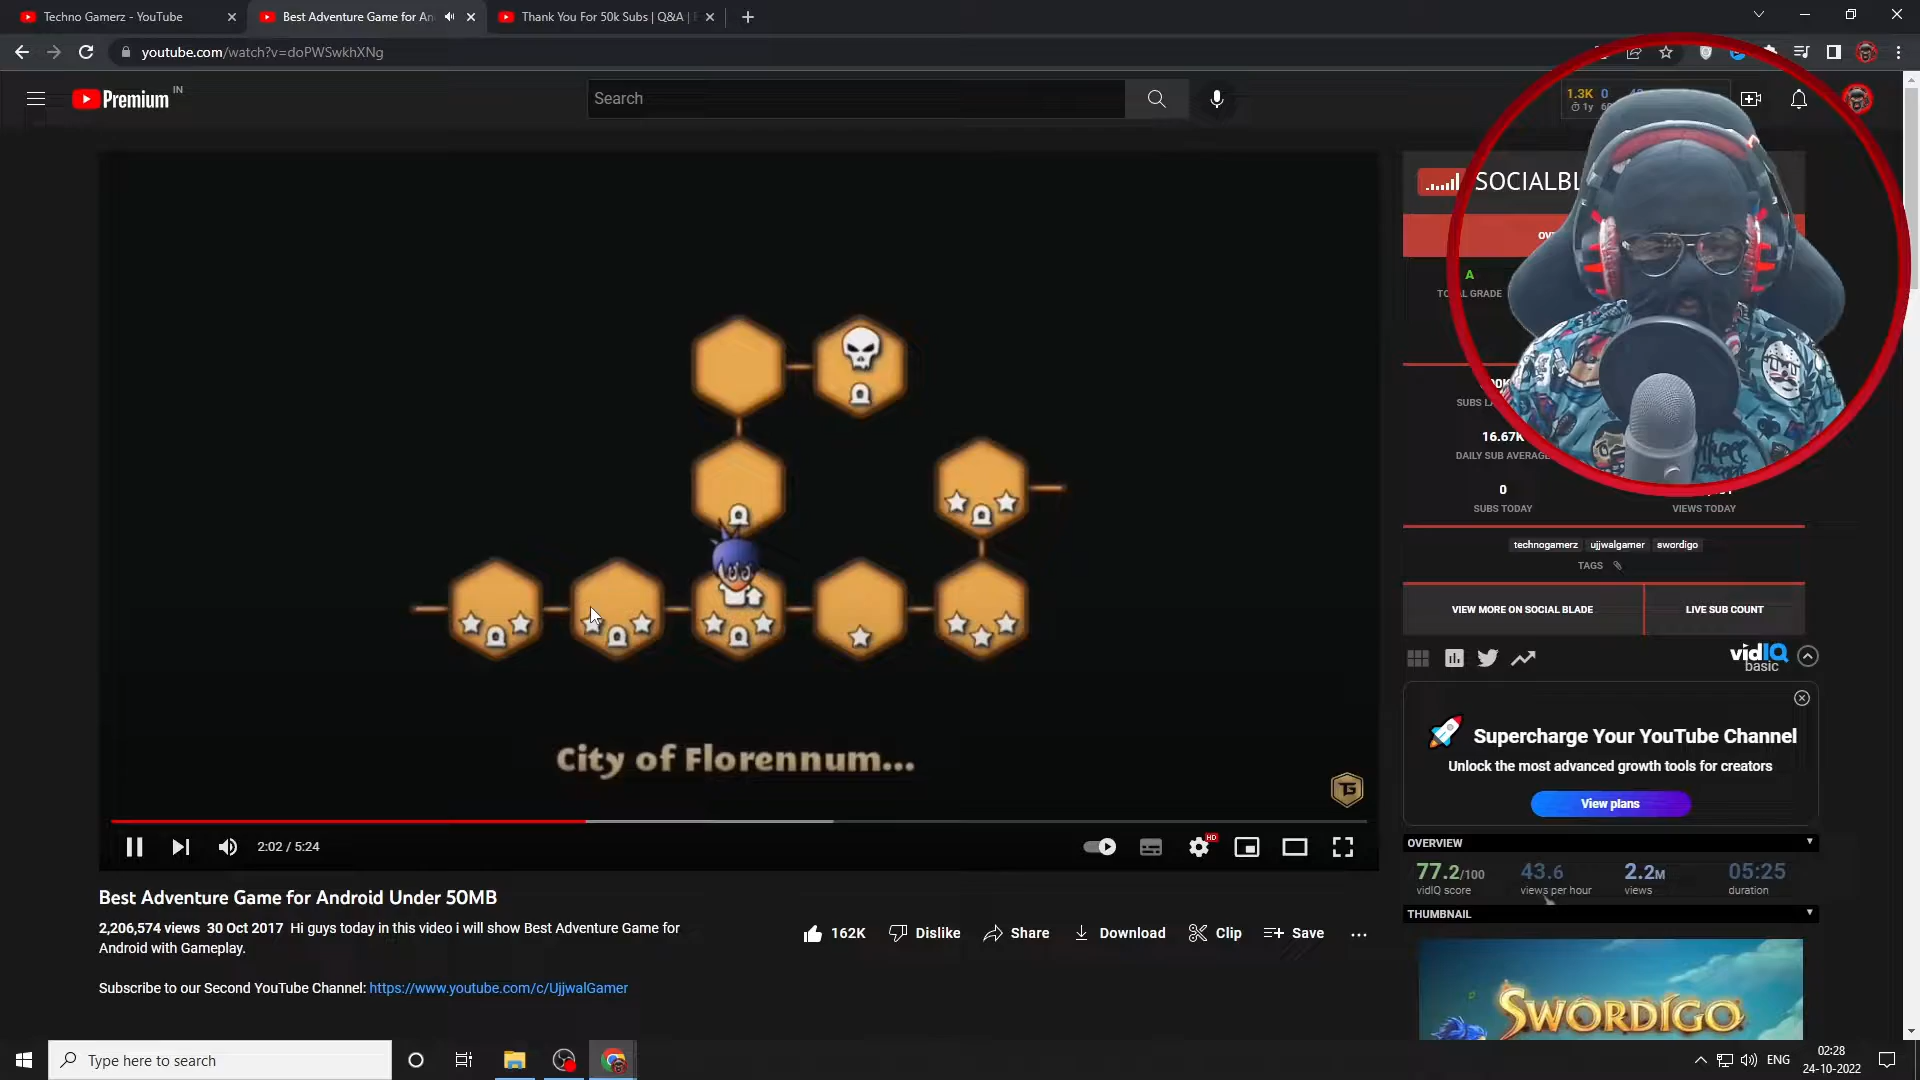 Techno Gamerz - YouTube
Best Adventure Game for An
Thank You For 50k Subs | Q&A |
youtube.com/watch?v=doPWSwkhXNg
Premium IN
Search
1.3K 0
1y
SOCIALBL
A
TOTAL GRADE
16.67K
DAILY SUB AVERAGE
0
SUBS TODAY
VIEWS TODAY
technogamerz ujjwalgamer swordigo
TAGS
VIEW MORE ON SOCIAL BLADE LIVE SUB COUNT
vidIQ
basic
Supercharge Your YouTube Channel
Unlock the most advanced growth tools for creators
View plans
City of Florennum...
TG
2:02 / 5:24
HD
OVERVIEW
77.2/100 43.6 2.2M 05:25
vidIQ score views per hour views duration
THUMBNAIL
SWORDIGO
Best Adventure Game for Android Under 50MB
2,206,574 views 30 Oct 2017 Hi guys today in this video i will show Best Adventure Game for
Android with Gameplay.
162K Dislike Share Download Clip Save
Subscribe to our Second YouTube Channel: https://www.youtube.com/c/UjjwalGamer
Type here to search
ENG
02:28
24-10-2022